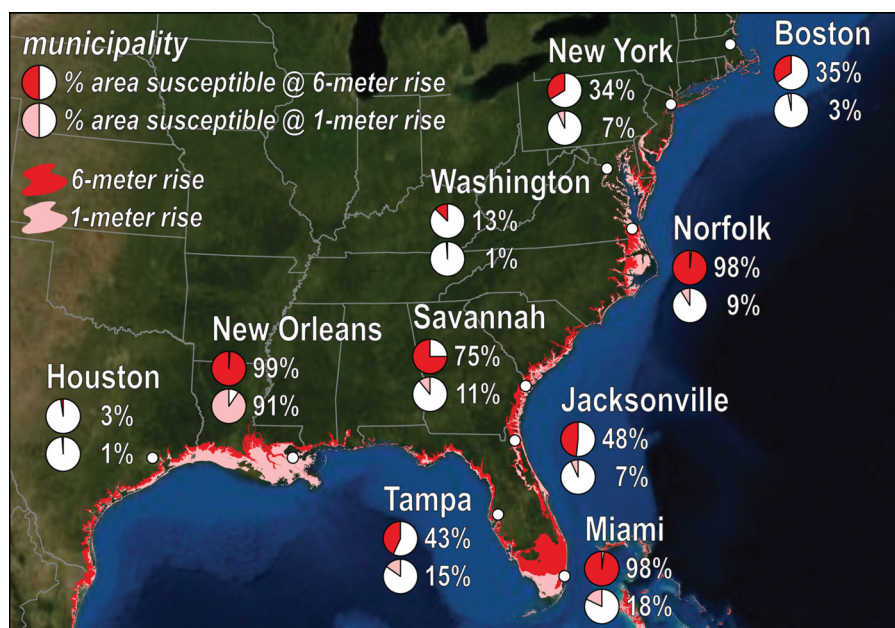 municipality
% area susceptible @ 6-meter rise
% area susceptible @ 1-meter rise
6-meter rise
1-meter rise
New York
34%
7%
Boston
35%
3%
Washington
13%
1%
Norfolk
98%
9%
New Orleans
99%
91%
Savannah
75%
11%
Houston
3%
1%
Jacksonville
48%
7%
Tampa
43%
15%
Miami
98%
18%